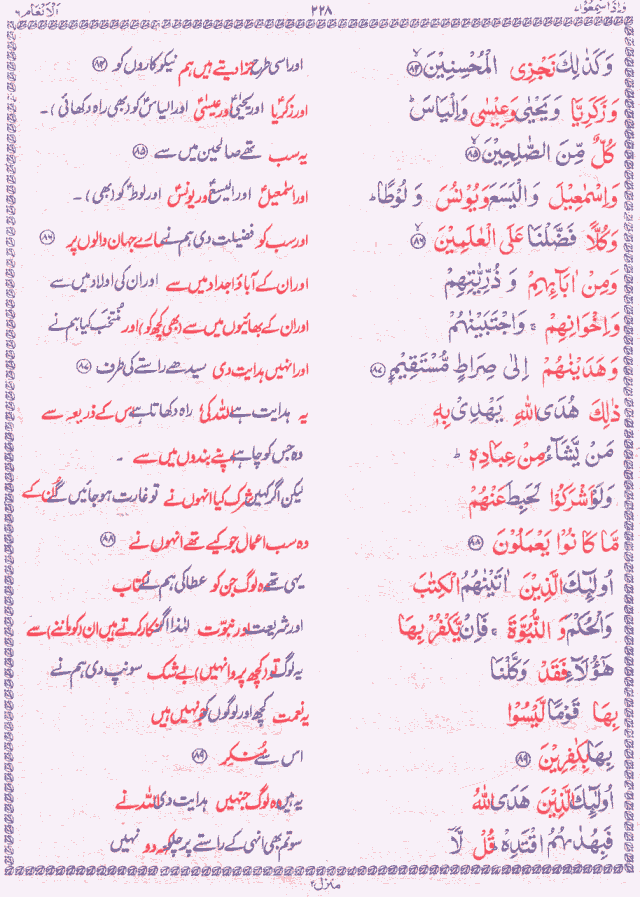 وَاِذَا سَمِعُوْا ۷ ۲۲۸ اَلْاَنْعَام ۶
وَكَذٰلِكَ نَجْزِى الْمُحْسِنِيْنَ ۙ﴿۸۴﴾ اور اسی طرح جزا دیتے ہیں ہم نیکو کاروں کو ﴿۸۴﴾
وَزَكَرِيَّا وَيَحْيٰى وَعِيْسٰى وَاِلْيَاسَ ؕ اور زکریاؑ اور یحییٰؑ اور عیسیٰؑ اور الیاسؑ کو (بھی راہ دکھائی)۔
كُلٌّ مِّنَ الصّٰلِحِيْنَ ۙ﴿۸۵﴾ یہ سب تھے صالحین میں سے ﴿۸۵﴾
وَاِسْمٰعِيْلَ وَالْيَسَعَ وَيُوْنُسَ وَلُوْطًا ؕ اور اسمٰعیلؑ اور الیسعؑ اور یونسؑ اور لوطؑ کو (بھی)۔
وَكُلًّا فَضَّلْنَا عَلَى الْعٰلَمِيْنَ ۙ﴿۸۶﴾ اور سب کو فضیلت دی ہم نے سارے جہان والوں پر ﴿۸۶﴾
وَمِنْ اٰبَآئِهِمْ وَذُرِّيّٰتِهِمْ اور ان کے آباؤ اجداد میں سے اور ان کی اولاد میں سے
وَاِخْوَانِهِمْ ۚ وَاجْتَبَيْنٰهُمْ اور ان کے بھائیوں میں سے (بھی کچھ کو) اور منتخب کیا ہم نے
وَهَدَيْنٰهُمْ اِلٰى صِرَاطٍ مُّسْتَقِيْمٍ ﴿۸۷﴾ اور انہیں ہدایت دی سیدھے راستے کی طرف ﴿۸۷﴾
ذٰلِكَ هُدَى اللّٰهِ يَهْدِىْ بِهٖ یہ ہدایت ہے اللہ کی راہ دکھاتا ہے اس کے ذریعہ سے
مَنْ يَّشَآءُ مِنْ عِبَادِهٖ ؕ وہ جس کو چاہے اپنے بندوں میں سے ۔
وَلَوْ اَشْرَكُوْا لَحَبِطَ عَنْهُمْ لیکن اگر کہیں شرک کیا انہوں نے تو غارت ہو جائیں گے ان کے
مَّا كَانُوْا يَعْمَلُوْنَ ﴿۸۸﴾ وہ سب اعمال جو کیے تھے انہوں نے ﴿۸۸﴾
اُولٰٓئِكَ الَّذِيْنَ اٰتَيْنٰهُمُ الْكِتٰبَ یہی تھے وہ لوگ جن کو عطا کی ہم نے کتاب
وَالْحُكْمَ وَالنُّبُوَّةَ ۚ فَاِنْ يَّكْفُرْ بِهَا اور شریعت اور نبوت لہٰذا اگر انکار کرتے ہیں ان (کو ماننے) سے
هٰٓؤُلَآءِ فَقَدْ وَكَّلْنَا یہ لوگ تو (کچھ پروا نہیں) بے شک سونپ دی ہم نے
بِهَا قَوْمًا لَّيْسُوْا یہ نعمت کچھ اور لوگوں کو جو نہیں ہیں
بِهَا بِكٰفِرِيْنَ ﴿۸۹﴾ اس سے منکر ﴿۸۹﴾
اُولٰٓئِكَ الَّذِيْنَ هَدَى اللّٰهُ یہ ہیں وہ لوگ جنہیں ہدایت دی اللہ نے
فَبِهُدٰىهُمُ اقْتَدِهْ ؕ قُلْ لَّآ سو تم بھی انہی کے راستے پر چلو کہہ دو نہیں
منزل ۲